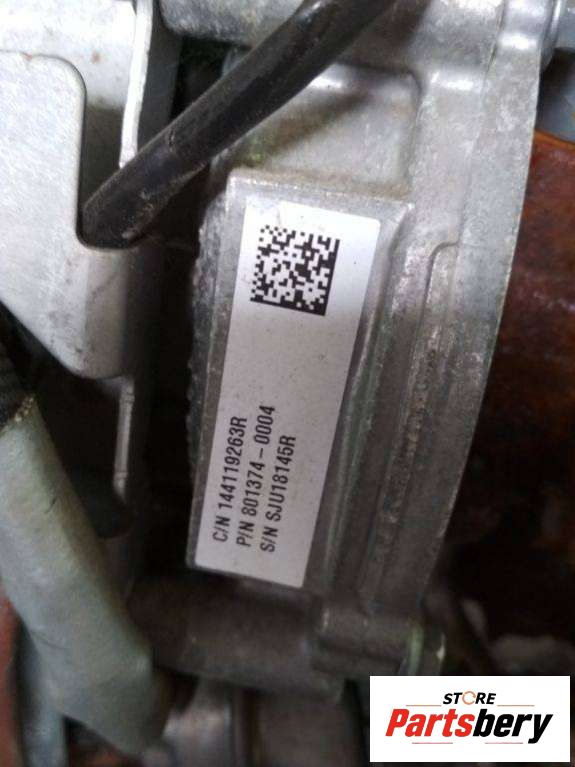 C/N 144119263R
P/N 801374-0004
S/N SJU18145R
STORE
Partsbery